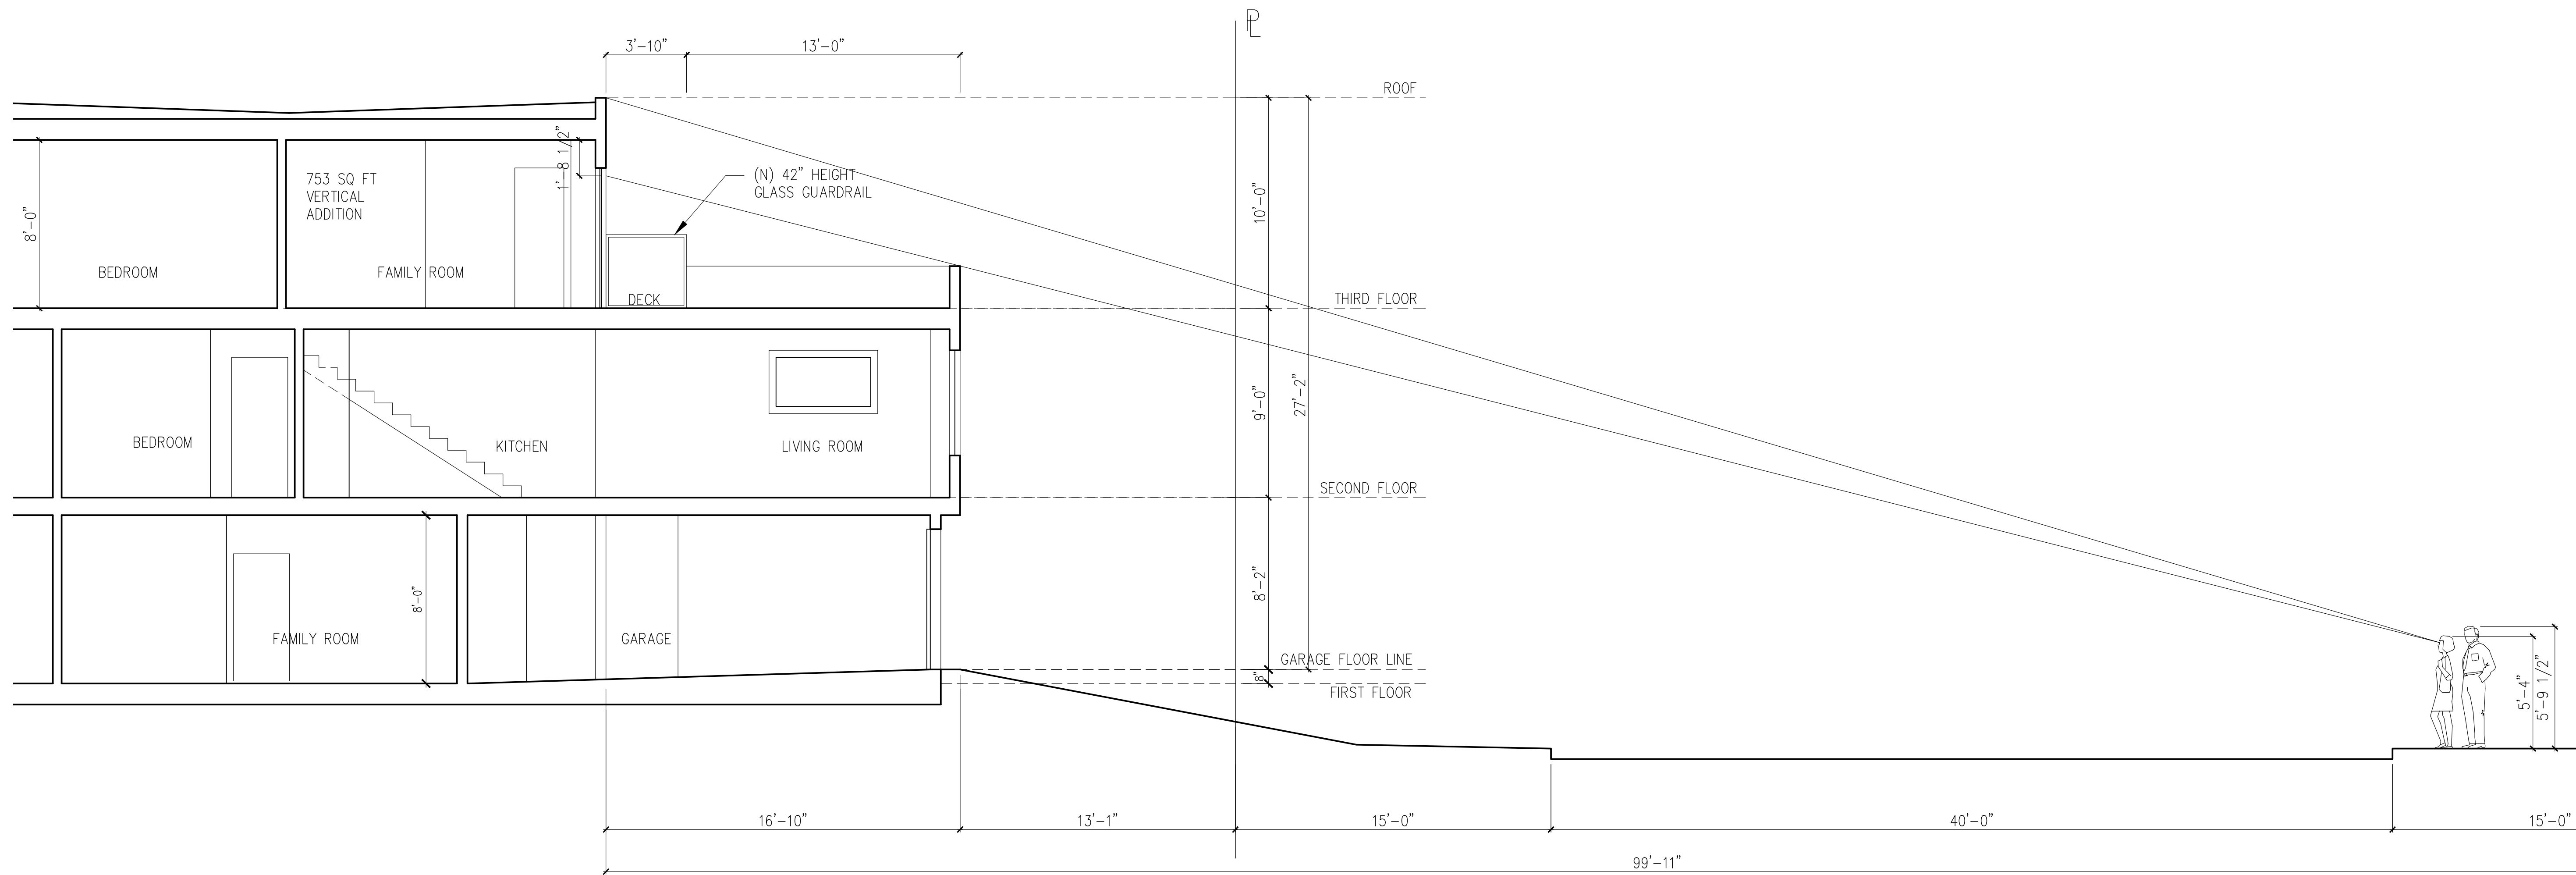 PL
3'-10"
13'-0"
ROOF
1'-8 1/2"
753 SQ FT
VERTICAL
ADDITION
(N) 42" HEIGHT
GLASS GUARDRAIL
8'-0"
10'-0"
BEDROOM
FAMILY ROOM
DECK
THIRD FLOOR
27'-2"
9'-0"
BEDROOM
KITCHEN
LIVING ROOM
SECOND FLOOR
8'-0"
8'-2"
FAMILY ROOM
GARAGE
GARAGE FLOOR LINE
8"
FIRST FLOOR
5'-4"
5'-9 1/2"
16'-10"
13'-1"
15'-0"
40'-0"
15'-0"
99'-11"